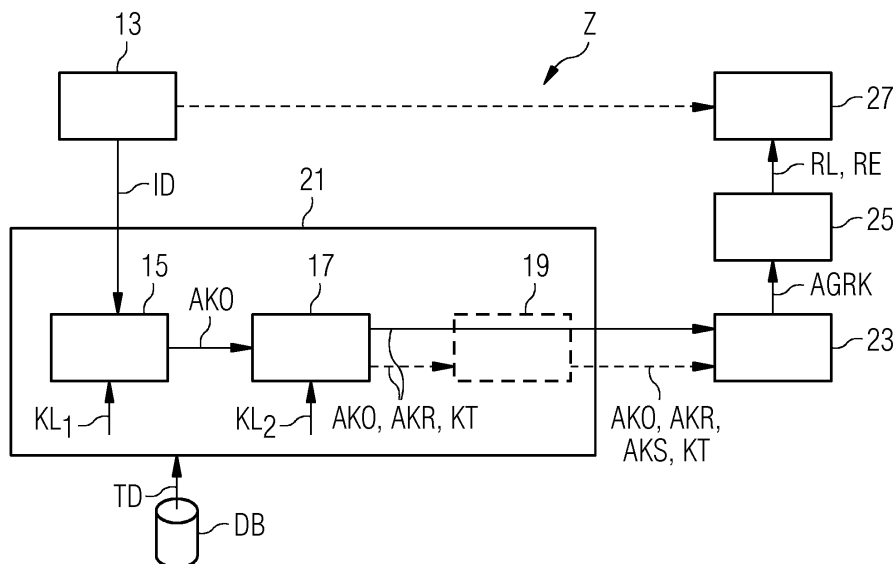 13
Z
27
ID
RL, RE
21
25
15
AKO
17
19
AGRK
23
KL1
KL2
AKO, AKR, KT
AKO, AKR,
AKS, KT
TD
DB